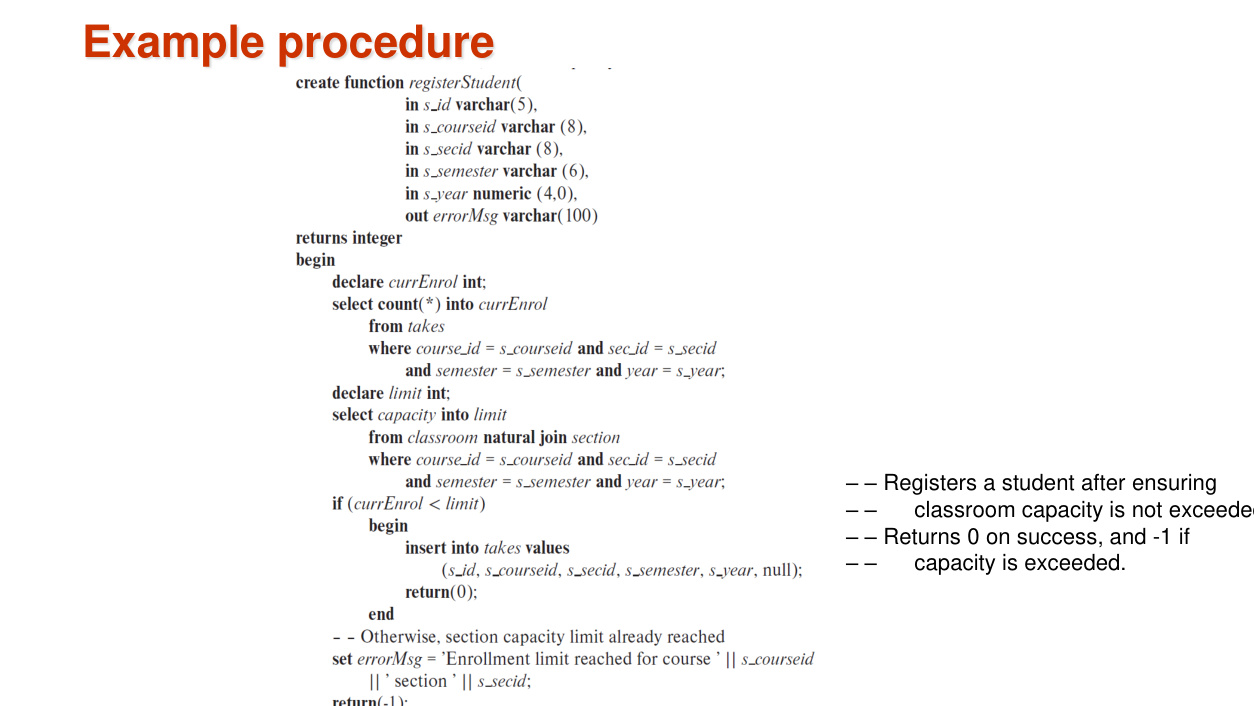 Example procedure
create function registerStudent(
in s_id varchar(5),
in s_courseid varchar (8),
in s_secid varchar (8),
in s_semester varchar (6),
in s_year numeric (4,0),
out errorMsg varchar(100)
returns integer
begin
declare currEnrol int;
select count(*) into currEnrol
from takes
where course_id = s_courseid and sec_id = s_secid
and semester = s_semester and year = s_year;
declare limit int;
select capacity into limit
from classroom natural join section
where course_id = s_courseid and sec_id = s_secid
and semester = s_semester and year = s_year;
if (currEnrol < limit)
begin
insert into takes values
(s_id, s_courseid, s_secid, s_semester, s_year, null);
return(0);
end
– – Otherwise, section capacity limit already reached
set errorMsg = ’Enrollment limit reached for course ’ || s_courseid
|| ’ section ’ || s_secid;
return(-1);
– – Registers a student after ensuring
– – classroom capacity is not exceede
– – Returns 0 on success, and -1 if
– – capacity is exceeded.